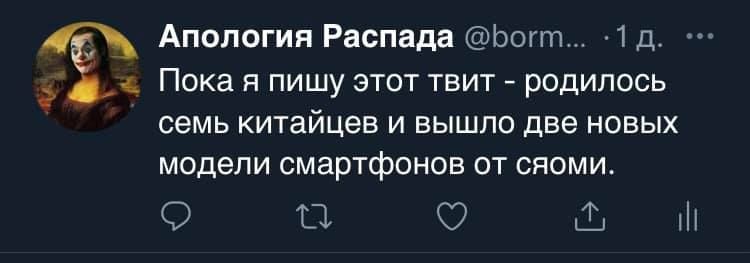 Апология Распада @borm... ·1 д.
Пока я пишу этот твит - родилось
семь китайцев и вышло две новых
модели смартфонов от сяоми.